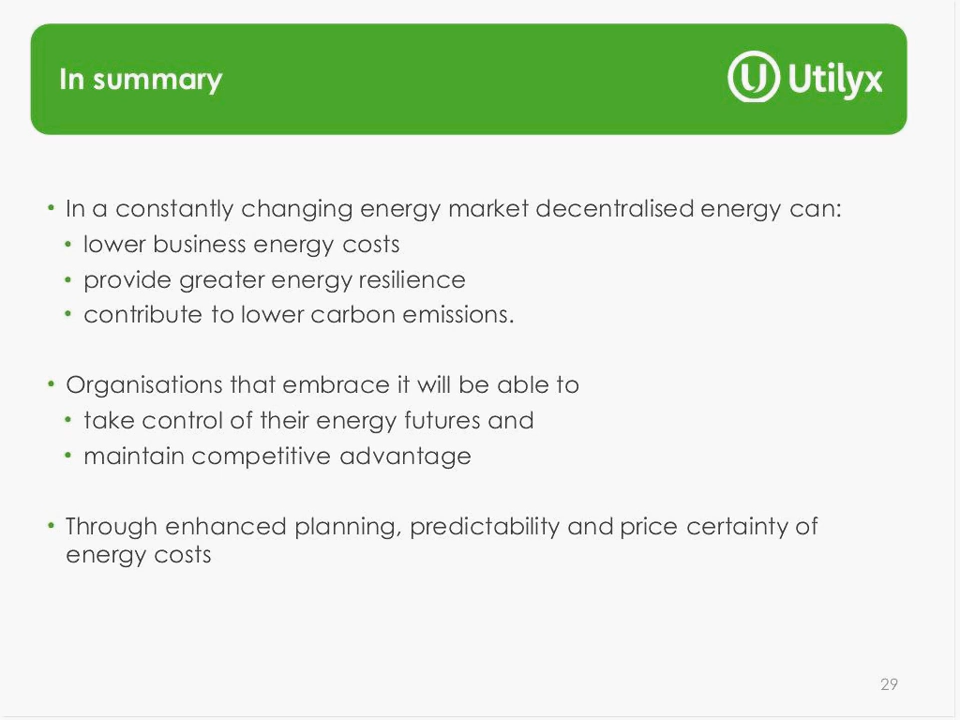 In summary
Utilyx
• In a constantly changing energy market decentralised energy can:
• lower business energy costs
• provide greater energy resilience
• contribute to lower carbon emissions.
• Organisations that embrace it will be able to
• take control of their energy futures and
• maintain competitive advantage
• Through enhanced planning, predictability and price certainty of
energy costs
29